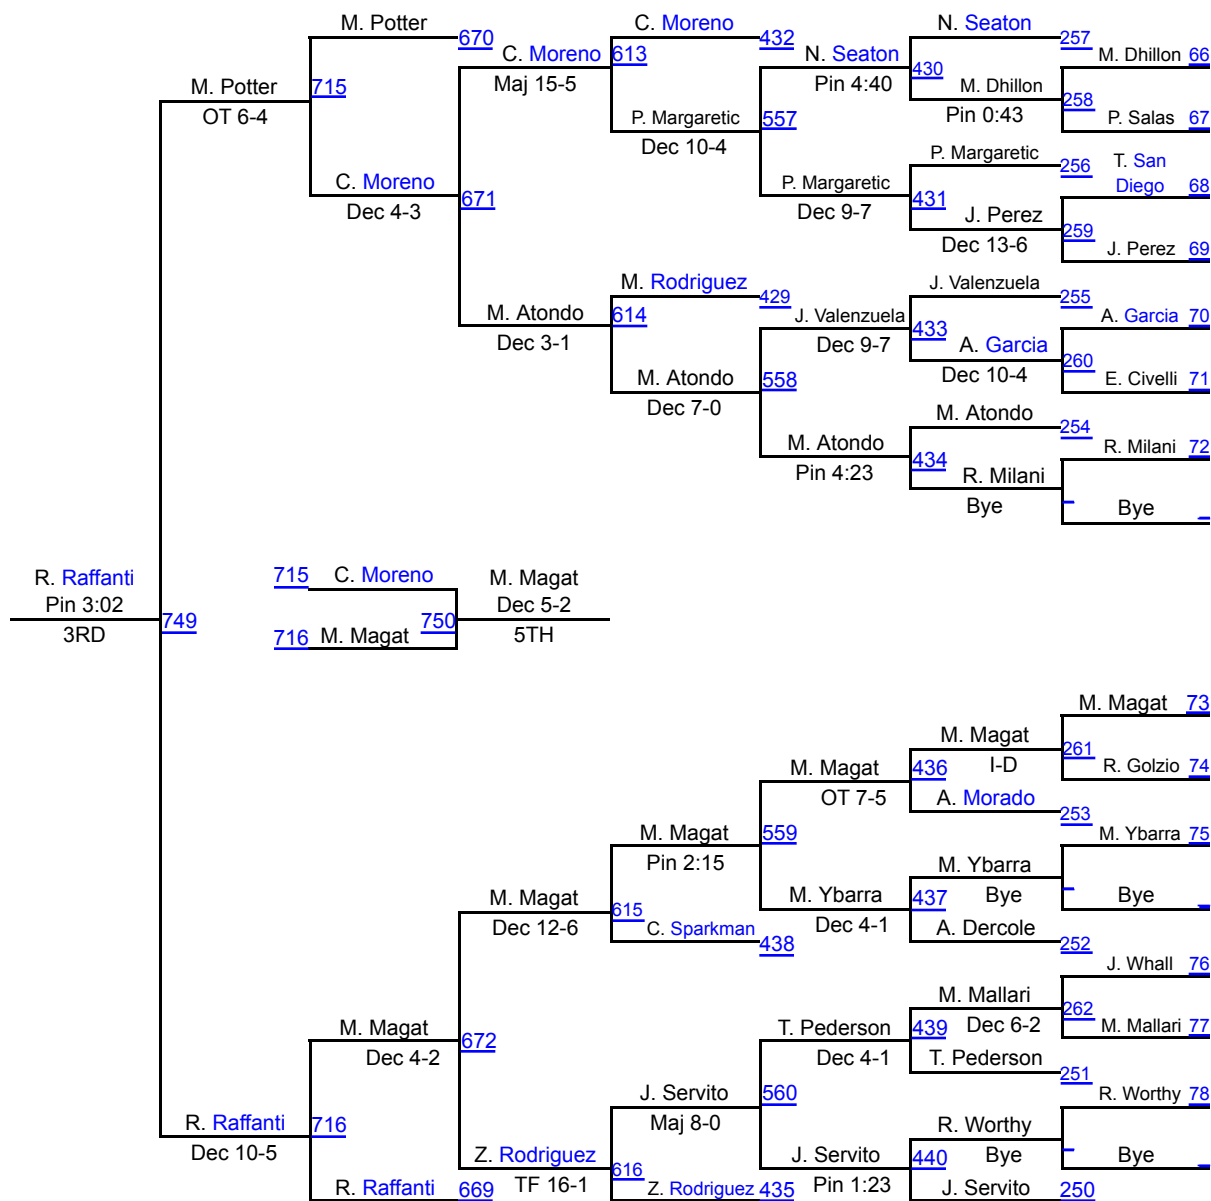 M. Potter
670
C. Moreno
432
N. Seaton
257
C. Moreno
613
N. Seaton
M. Dhillon 66
Maj 15-5
Pin 4:40
430
M. Potter
715
M. Dhillon
258
OT 6-4
P. Margaretic
557
Pin 0:43
P. Salas 67
Dec 10-4
P. Margaretic
256
T. San
Diego 68
C. Moreno
671
P. Margaretic
431
Dec 4-3
Dec 9-7
J. Perez
259
Dec 13-6
J. Perez 69
M. Rodriguez
429
J. Valenzuela
255
M. Atondo
614
J. Valenzuela
433
A. Garcia 70
Dec 3-1
Dec 9-7
A. Garcia
260
M. Atondo
558
Dec 10-4
E. Civelli 71
Dec 7-0
M. Atondo
254
M. Atondo
434
R. Milani 72
Pin 4:23
R. Milani
Bye
Bye
R. Raffanti
715 C. Moreno
M. Magat
Pin 3:02
749
750
Dec 5-2
3RD
716 M. Magat
5TH
M. Magat 73
M. Magat
261
M. Magat
436
I-D
R. Golzio 74
OT 7-5
A. Morado
253
M. Magat
559
M. Ybarra 75
Pin 2:15
M. Ybarra
M. Magat
615
M. Ybarra
437
Bye
Bye
Dec 12-6
C. Sparkman
438
Dec 4-1
A. Dercole
252
J. Whall 76
M. Mallari
262
M. Magat
672
T. Pederson
439
Dec 6-2
M. Mallari 77
Dec 4-2
Dec 4-1
T. Pederson
251
J. Servito
560
R. Worthy 78
R. Raffanti
716
Maj 8-0
R. Worthy
Dec 10-5
Z. Rodriguez
616
J. Servito
440
Bye
Bye
R. Raffanti
669
TF 16-1
Z. Rodriguez 435
Pin 1:23
J. Servito
250